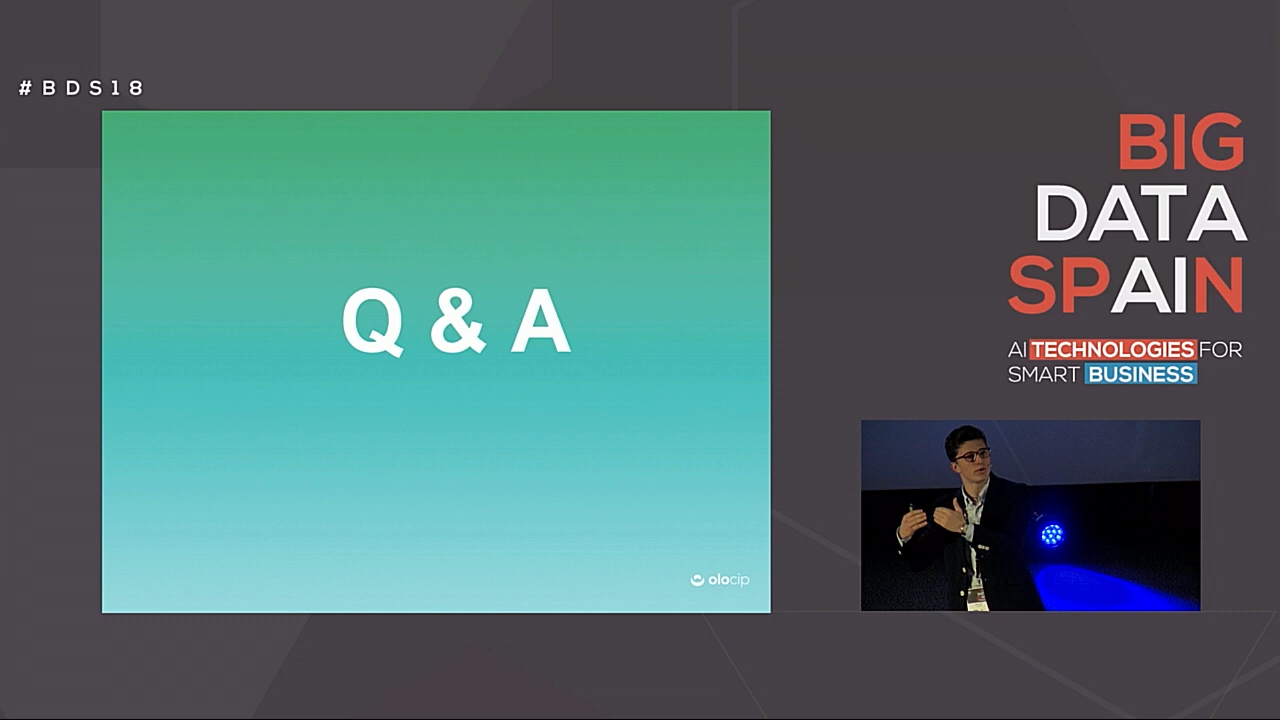 #BDS18
Q & A
olocip
BIG
DATA
SPAIN
AI TECHNOLOGIES FOR
SMART BUSINESS